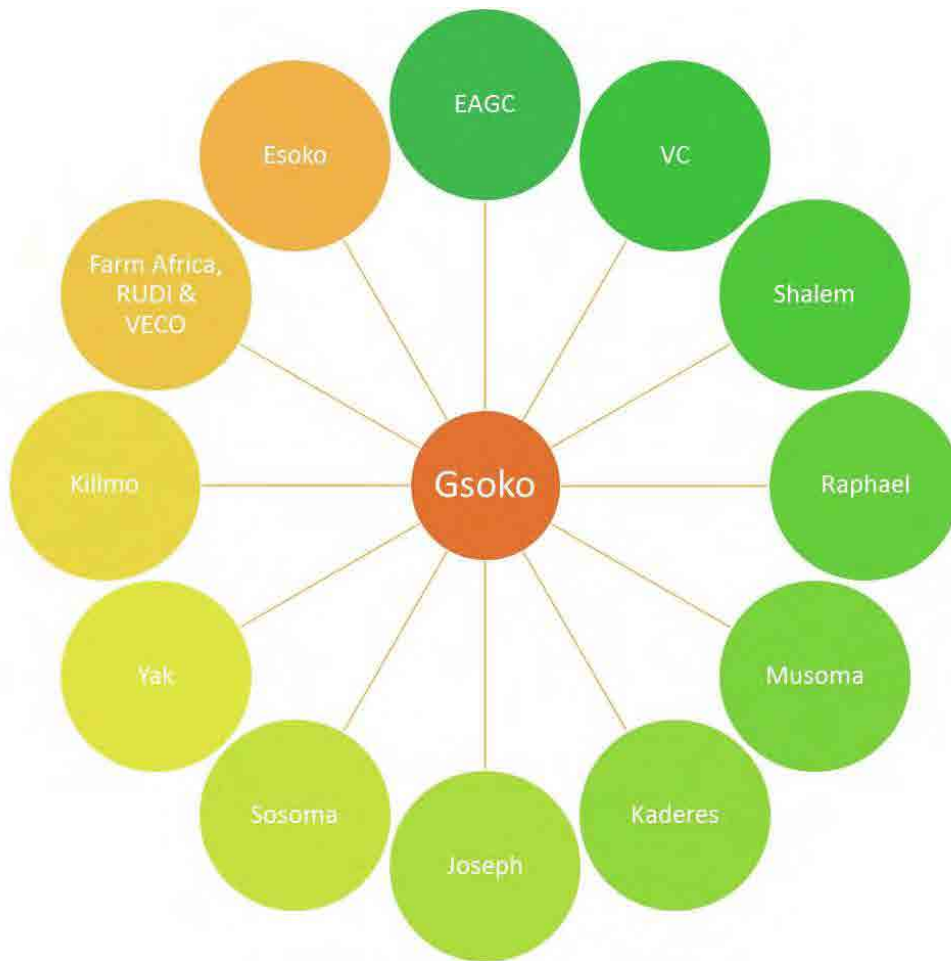 EAGC
VC
Shalem
Raphael
Musoma
Kaderes
Joseph
Sosoma
Yak
Kilimo
Farm Africa,
RUDI &
VECO
Esoko
Gsoko